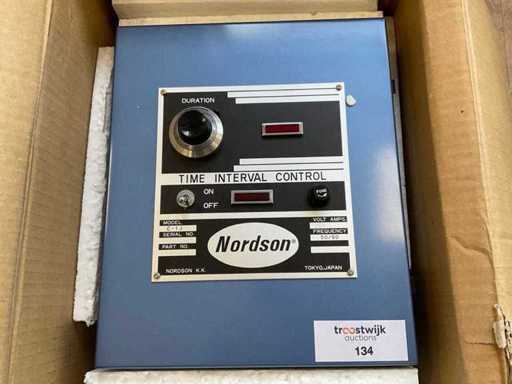 DURATION
TIME INTERVAL CONTROL
ON
OFF
FUSE
MODEL
VOLT AMPS
SERIAL NO
FREQUENCY
50/60
PART NO
Nordson®
NORDSON K.K.
TOKYO,JAPAN
troostwijk
auctions
134